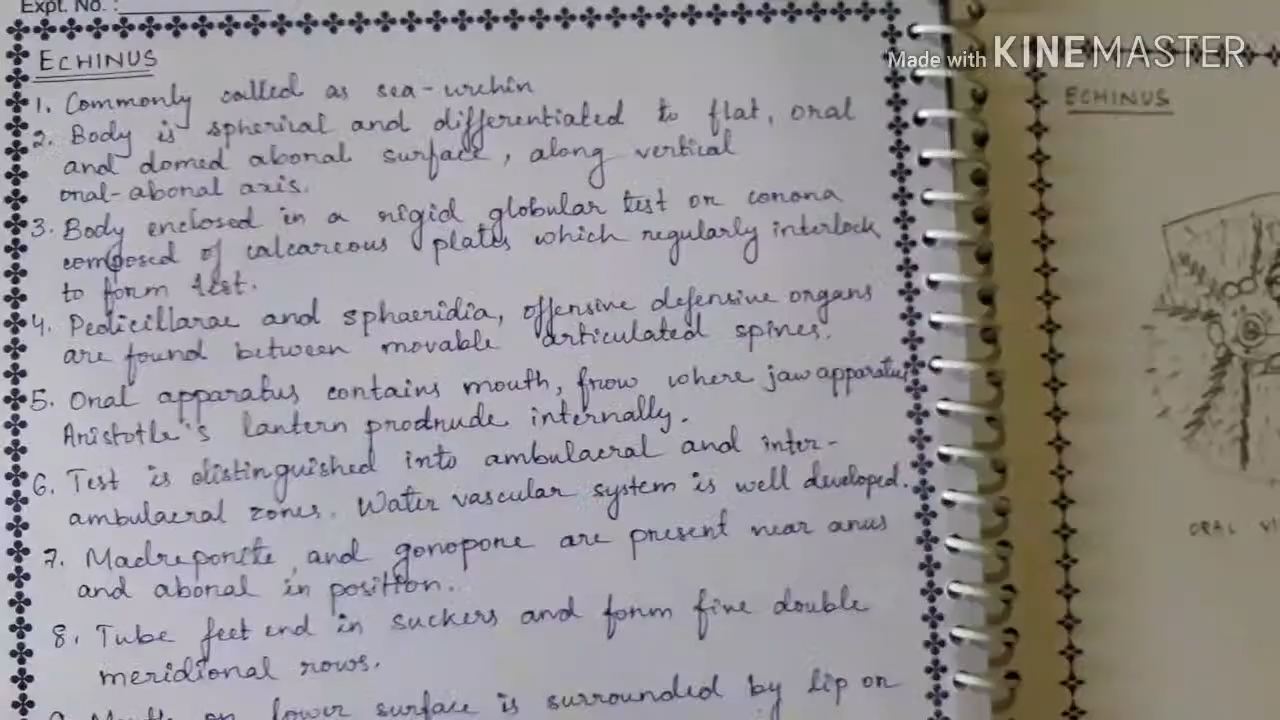 Expt. No. :
Made with KINEMASTER
ECHINUS
1. Commonly called as sea-urchin
2. Body is spherical and differentiated to flat, oral
and domed aboral surface, along vertical
oral-aboral axis.
3. Body enclosed in a rigid globular test or corona
composed of calcareous plates which regularly interlock
to form test.
4. Pedicillarae and sphaeridia, offensive defensive organs
are found between movable articulated spines.
5. Oral apparatus contains mouth, from where jaw apparatus
Aristotle's lantern protrude internally.
6. Test is distinguished into ambulacral and inter-
ambulacral zones. Water vascular system is well developed.
7. Madreporite and gonopore are present near anus
and aboral in position.
8. Tube feet end in suckers and form five double
meridional rows.
9. Mouth on lower surface is surrounded by lip or
ECHINUS
ORAL VI